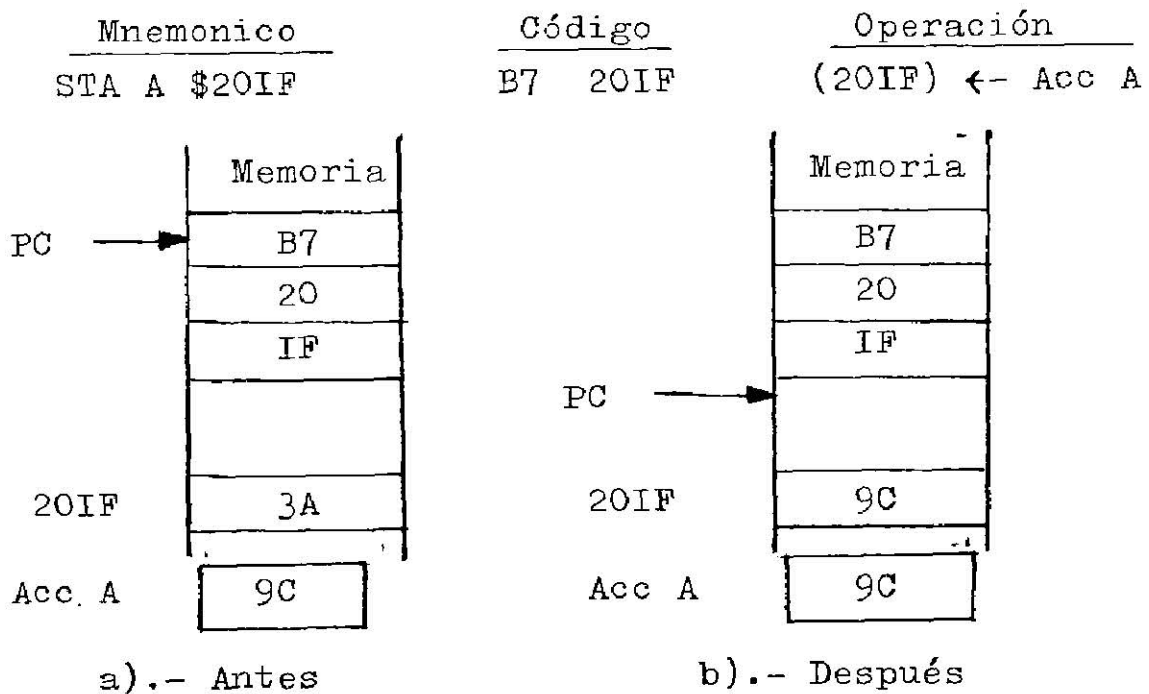 Mnemonico Código Operación
STA A $20IF B7 20IF (20IF) ← Acc A
Memoria Memoria
PC B7 B7
20 20
IF IF
PC
20IF 3A 20IF 9C
Acc. A 9C Acc A 9C
a).- Antes b).- Después